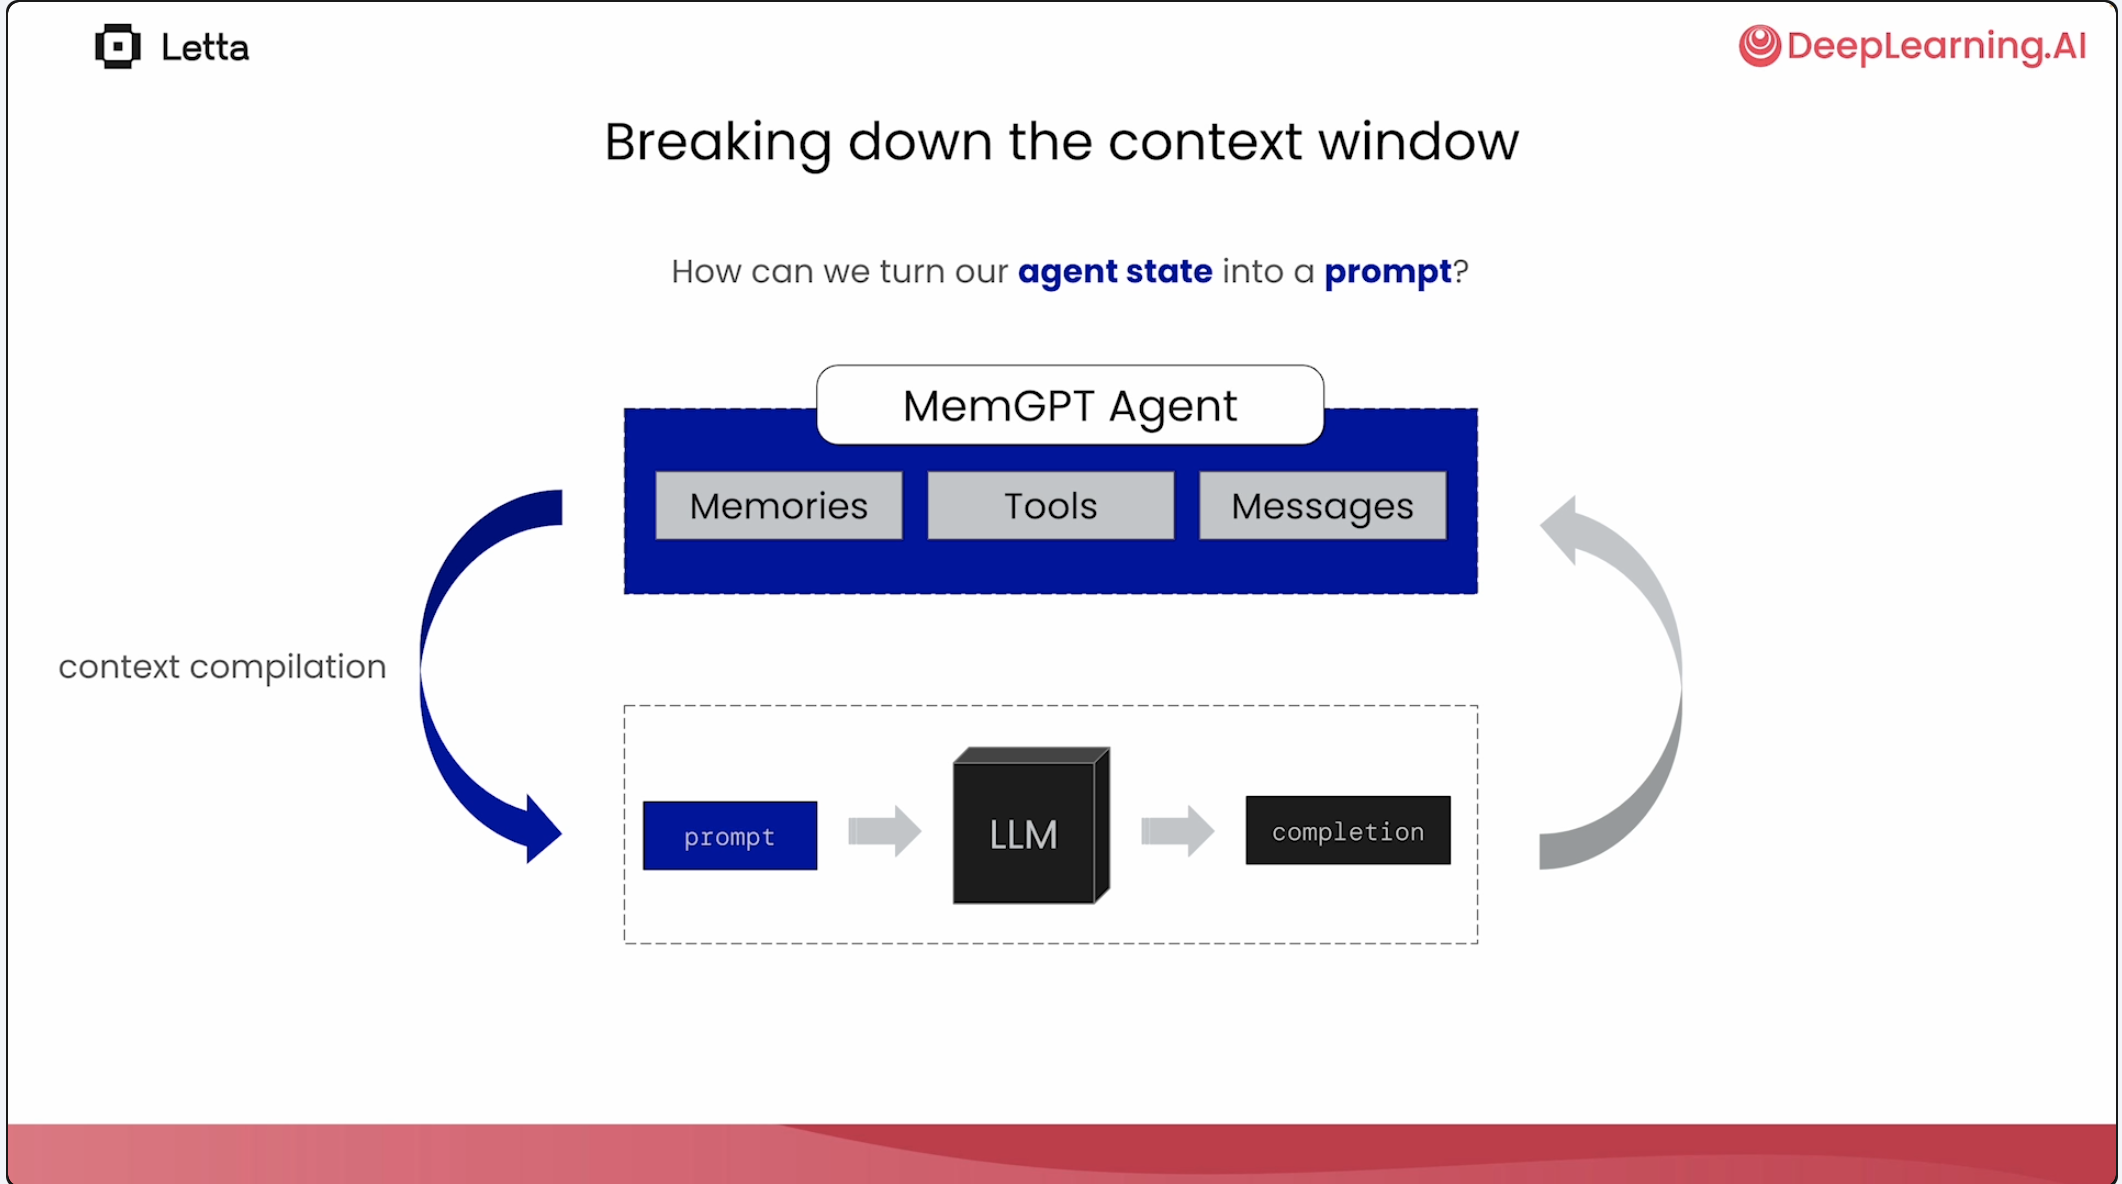 Letta
DeepLearning.AI
Breaking down the context window
How can we turn our agent state into a prompt?
MemGPT Agent
Memories
Tools
Messages
context compilation
prompt
LLM
completion